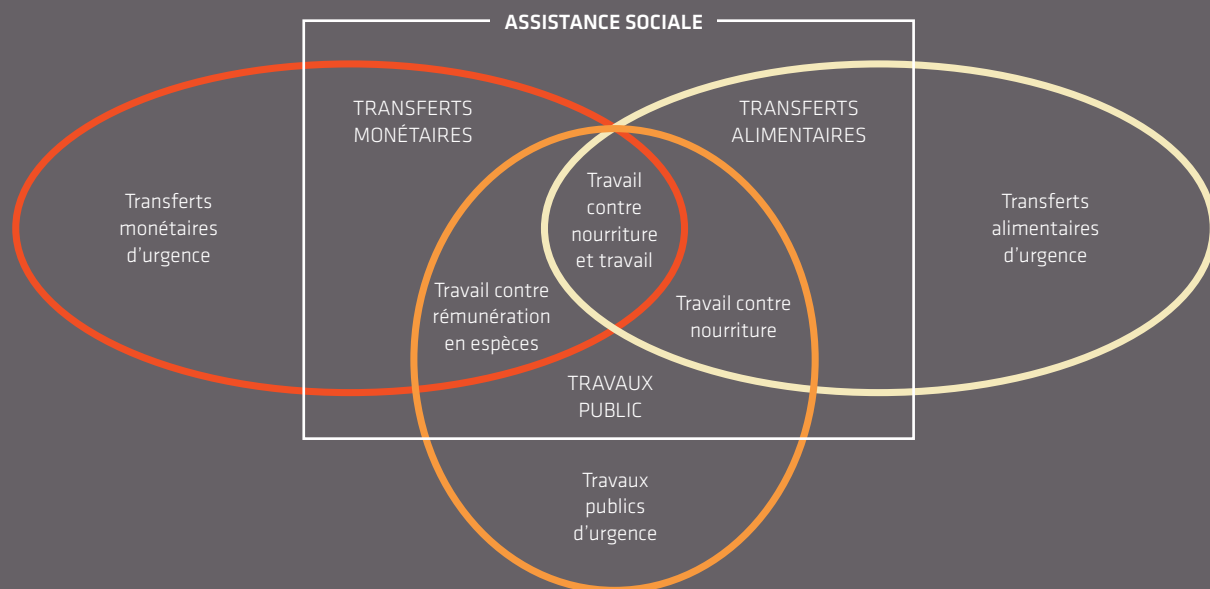 ASSISTANCE SOCIALE
TRANSFERTS
MONÉTAIRES
TRANSFERTS
ALIMENTAIRES
Transferts
monétaires
d'urgence
Travail
contre
nourriture
et travail
Transferts
alimentaires
d'urgence
Travail contre
rémunération
en espèces
Travail contre
nourriture
TRAVAUX
PUBLIC
Travaux
publics
d'urgence